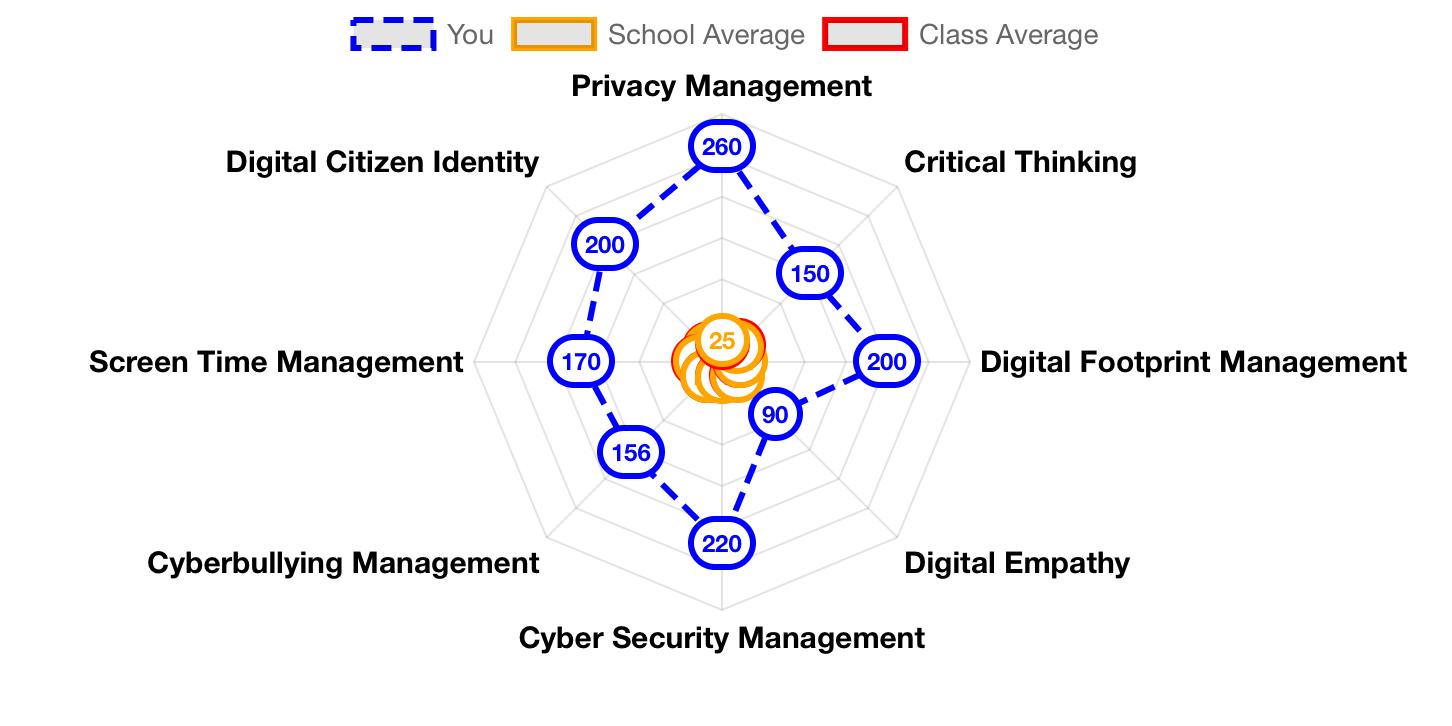 You School Average Class Average
Privacy Management
Digital Citizen Identity
Critical Thinking
260
200
150
25
Screen Time Management
170
200
Digital Footprint Management
90
156
220
Cyberbullying Management
Digital Empathy
Cyber Security Management